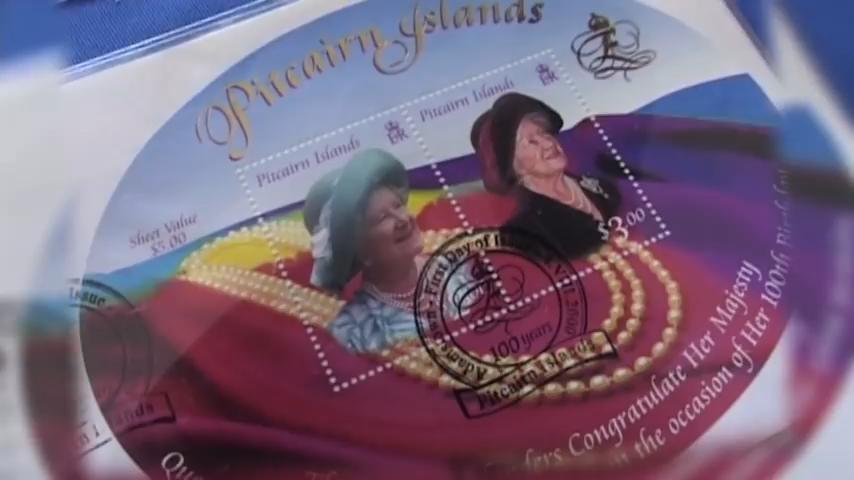 Pitcairn Islands
Pitcairn Islands
Pitcairn Islands
Sheet Value
$5.00
$3.00
Adamstown - First Day of Issue
2000
100 years
Pitcairn Islands
Congratulate Her Majesty
the occasion of Her 100th